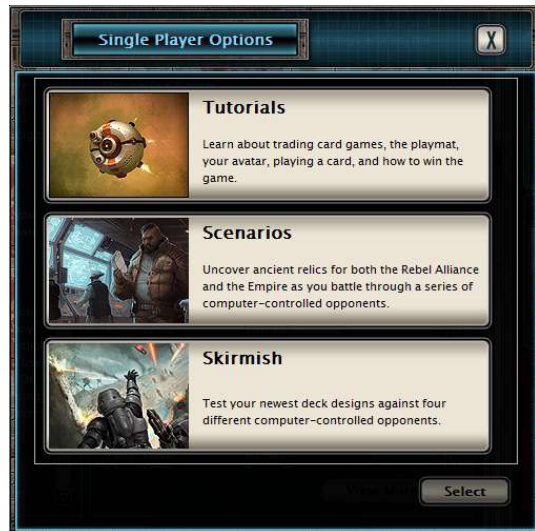 Single Player Options
X
Tutorials
Learn about trading card games, the playmat,
your avatar, playing a card, and how to win the
game.
Scenarios
Uncover ancient relics for both the Rebel Alliance
and the Empire as you battle through a series of
computer-controlled opponents.
Skirmish
Test your newest deck designs against four
different computer-controlled opponents.
Select